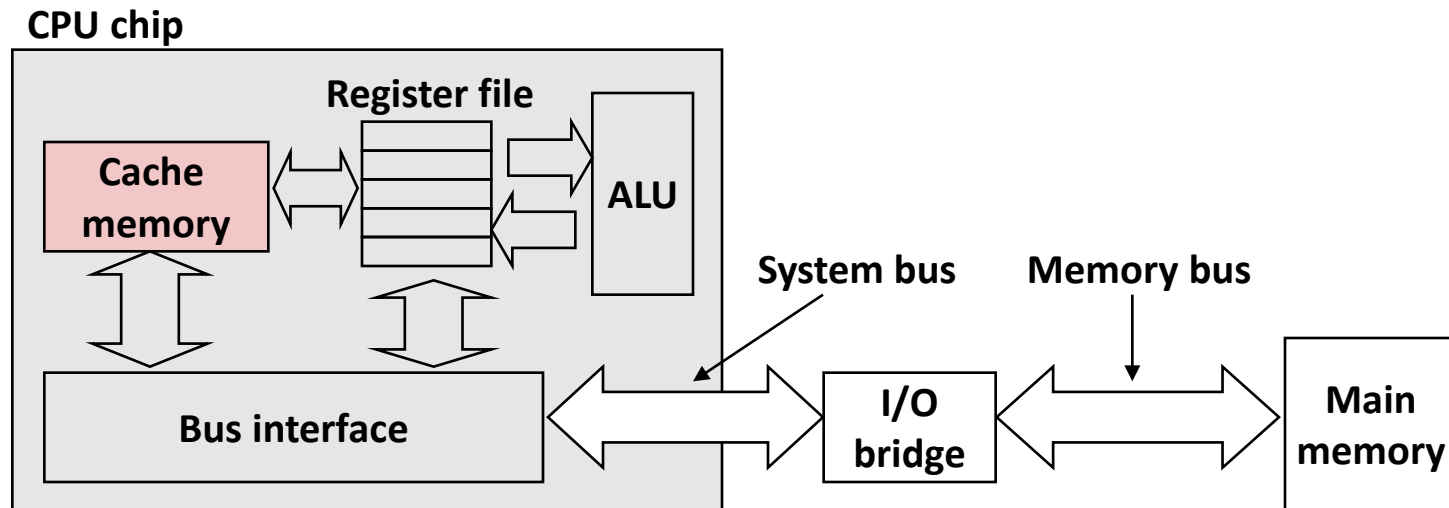 CPU chip
Register file
Cache
memory
ALU
System bus
Memory bus
Bus interface
I/O
bridge
Main
memory